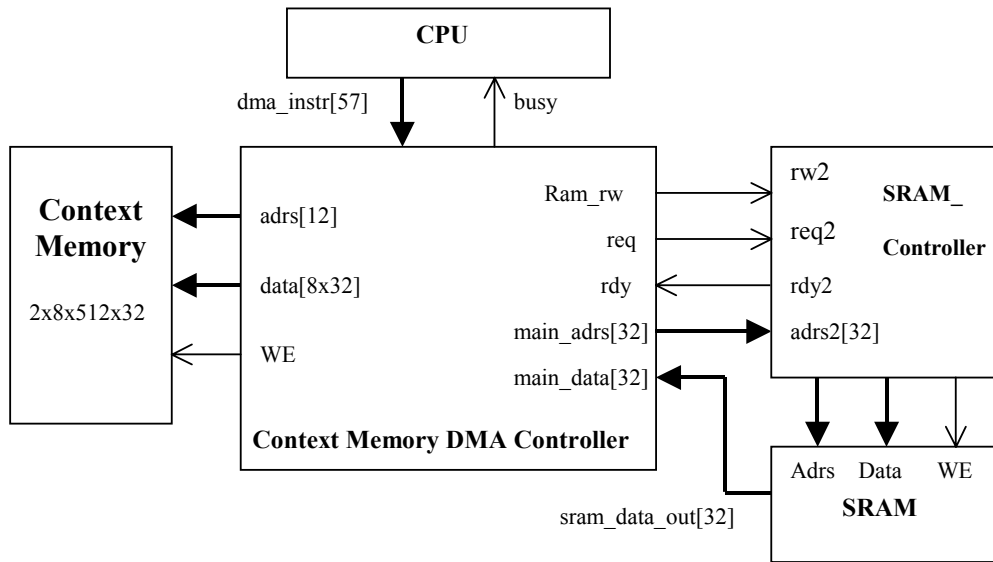 CPU
dma_instr[57]
busy
Context
Memory
2x8x512x32
adrs[12]
data[8x32]
WE
Ram_rw
req
rdy
main_adrs[32]
main_data[32]
Context Memory DMA Controller
rw2
SRAM_
req2
Controller
rdy2
adrs2[32]
Adrs Data WE
SRAM
sram_data_out[32]